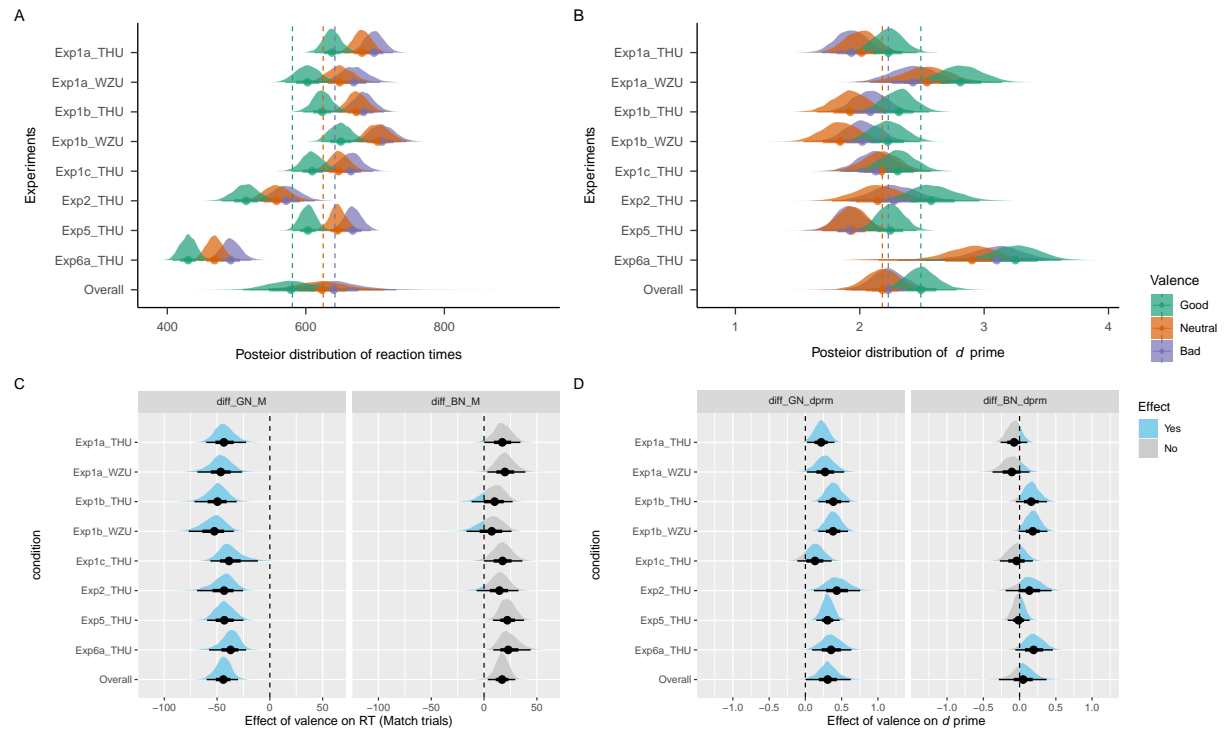 A
Experiments
Exp1a_THU
Exp1a_WZU
Exp1b_THU
Exp1b_WZU
Exp1c_THU
Exp2_THU
Exp5_THU
Exp6a_THU
Overall
400 600 800
Posteior distribution of reaction times
B
Experiments
Exp1a_THU
Exp1a_WZU
Exp1b_THU
Exp1b_WZU
Exp1c_THU
Exp2_THU
Exp5_THU
Exp6a_THU
Overall
1 2 3 4
Posterior distribution of d prime
Valence
Good
Neutral
Bad
C
diff_GN_M diff_BN_M
condition
Exp1a_THU
Exp1a_WZU
Exp1b_THU
Exp1b_WZU
Exp1c_THU
Exp2_THU
Exp5_THU
Exp6a_THU
Overall
−100 −50 0 50 −100 −50 0 50
Effect of valence on RT (Match trials)
D
diff_GN_dprm diff_BN_dprm
condition
Exp1a_THU
Exp1a_WZU
Exp1b_THU
Exp1b_WZU
Exp1c_THU
Exp2_THU
Exp5_THU
Exp6a_THU
Overall
−1.0 −0.5 0.0 0.5 1.0 −1.0 −0.5 0.0 0.5 1.0
Effect of valence on d prime
Effect
Yes
No